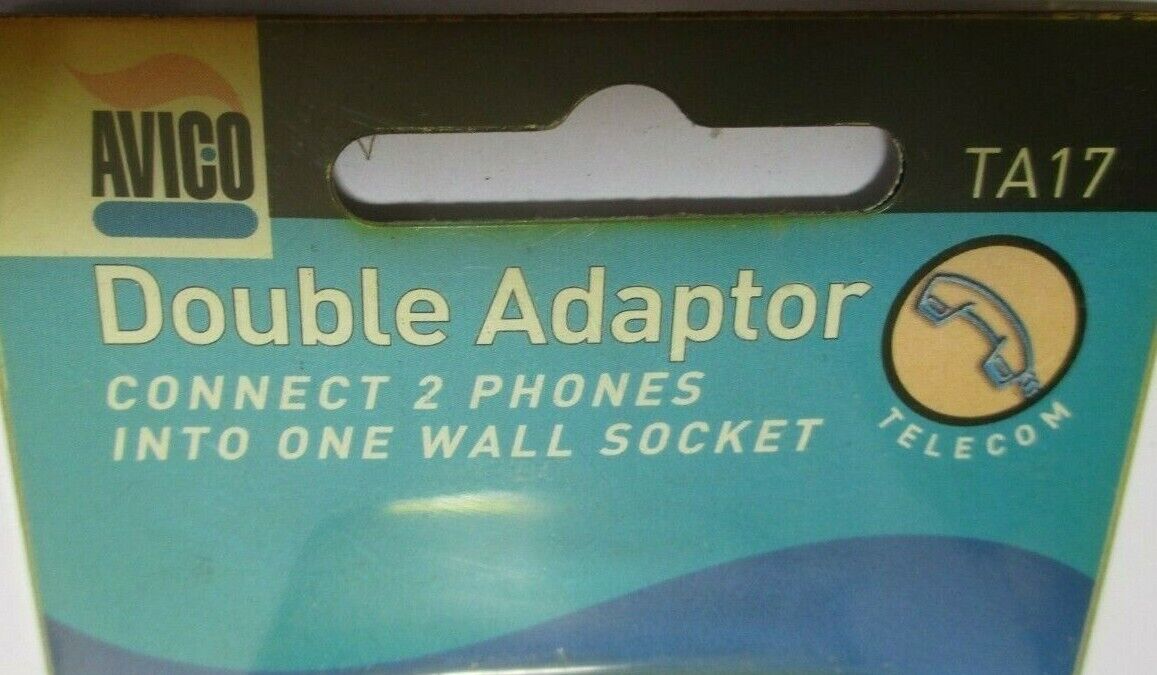 AVICO
TA17
Double Adaptor
CONNECT 2 PHONES
INTO ONE WALL SOCKET
TELECOM